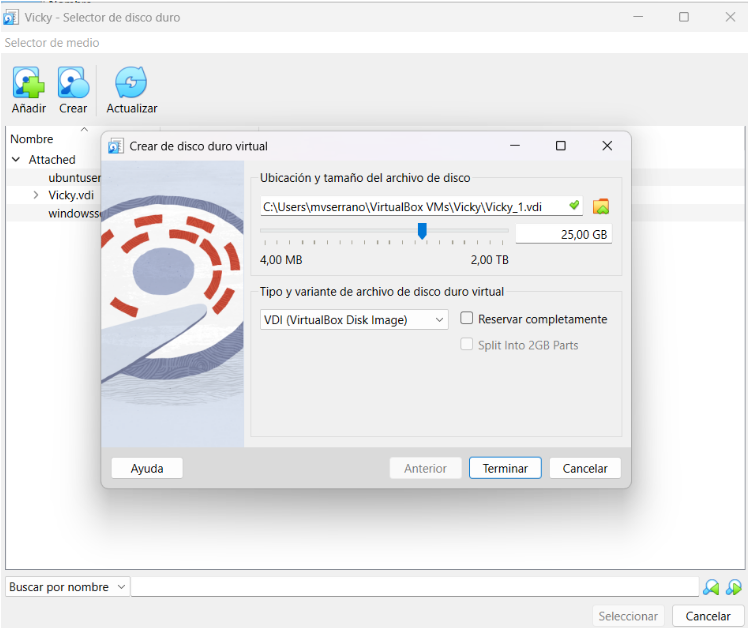 Vicky - Selector de disco duro
Selector de medio
Añadir Crear Actualizar
Nombre
Attached
ubuntuser
Vicky.vdi
windowsse
Crear de disco duro virtual
Ubicación y tamaño del archivo de disco
C:\Users\mvserrano\VirtualBox VMs\Vicky\Vicky_1.vdi
25,00 GB
4,00 MB 2,00 TB
Tipo y variante de archivo de disco duro virtual
VDI (VirtualBox Disk Image) Reservar completamente
Split Into 2GB Parts
Ayuda Anterior Terminar Cancelar
Buscar por nombre
Seleccionar Cancelar